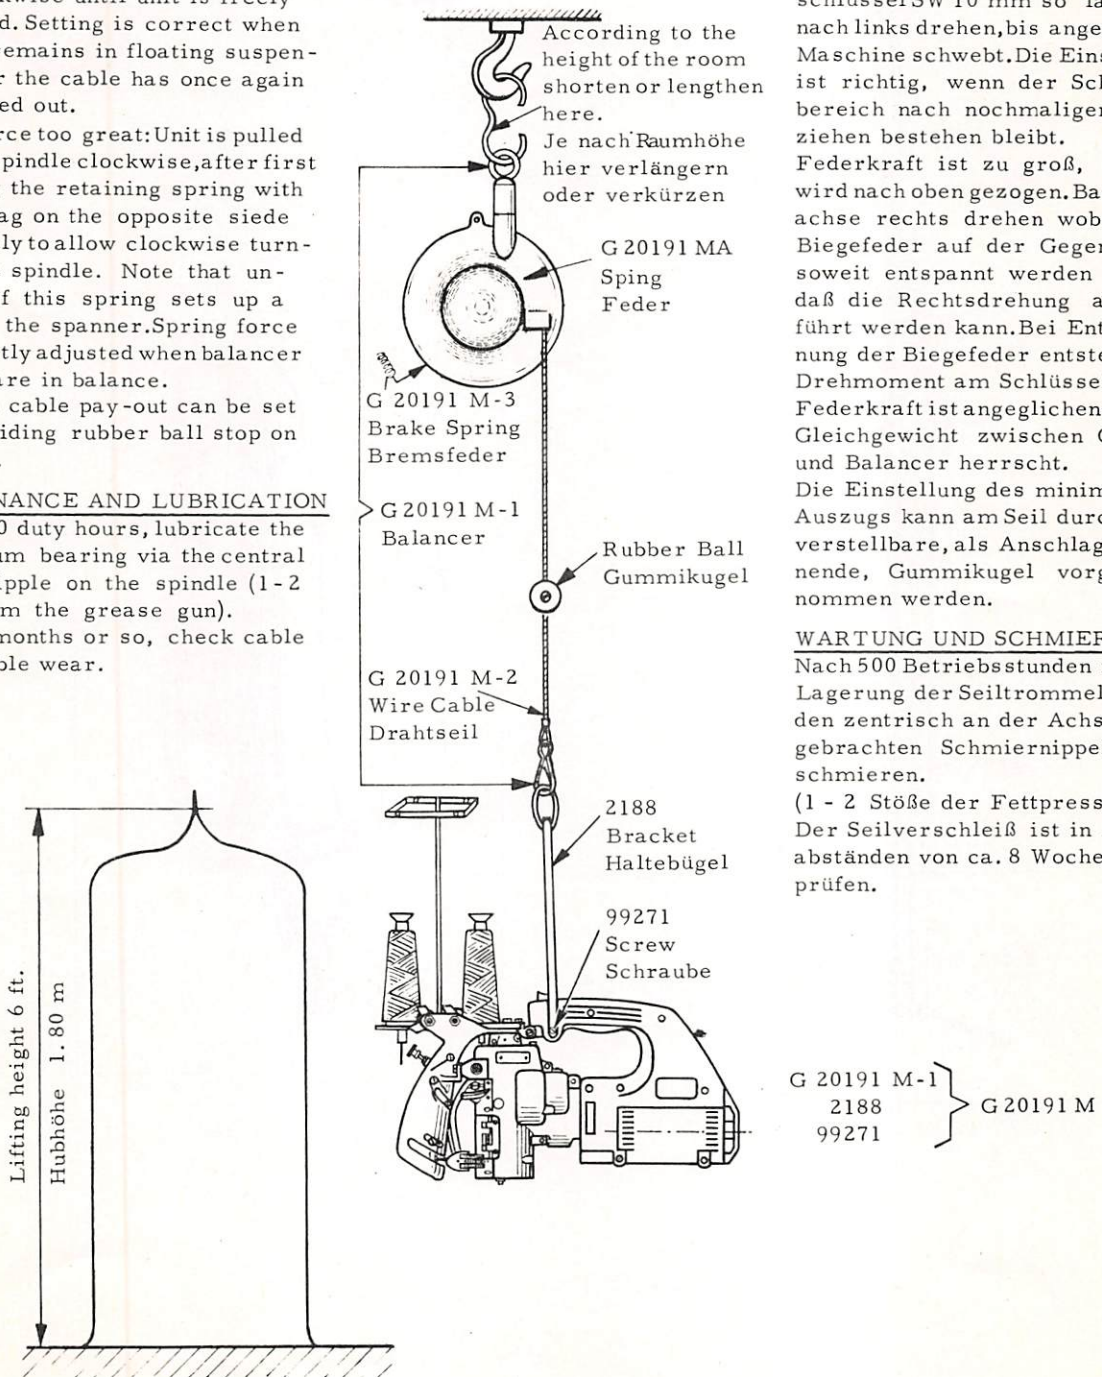 d. Setting is correct when
remains in floating suspen-
the cable has once again
ed out.
ce too great: Unit is pulled
spindle clockwise, after first
the retaining spring with
ag on the opposite siede
ly to allow clockwise turn-
spindle. Note that un-
f this spring sets up a
the spanner. Spring force
tly adjusted when balancer
are in balance.
cable pay-out can be set
iding rubber ball stop on
NANCE AND LUBRICATION
0 duty hours, lubricate the
um bearing via the central
ipple on the spindle (1-2
m the grease gun).
months or so, check cable
ble wear.
Lifting height 6 ft.
Hubhöhe 1.80 m
According to the
height of the room
shorten or lengthen
here.
Je nach Raumhöhe
hier verlängern
oder verkürzen
G 20191 MA
Sping
Feder
G 20191 M-3
Brake Spring
Bremsfeder
G 20191 M-1
Balancer
Rubber Ball
Gummikugel
G 20191 M-2
Wire Cable
Drahtseil
2188
Bracket
Haltebügel
99271
Screw
Schraube
schlüssel SW 10 mm so la
nach links drehen, bis ange
Maschine schwebt. Die Eins
ist richtig, wenn der Sch
bereich nach nochmaliger
ziehen bestehen bleibt.
Federkraft ist zu groß,
wird nach oben gezogen. Ba
achse rechts drehen wob
Biegefeder auf der Gegen
soweit entspannt werden
daß die Rechtsdrehung a
führt werden kann. Bei Ent
nung der Biegefeder entste
Drehmoment am Schlüsse
Federkraft ist angeglichen
Gleichgewicht zwischen G
und Balancer herrscht.
Die Einstellung des minim
Auszugs kann am Seil durc
verstellbare, als Anschlag
nende, Gummikugel vorg
nommen werden.
WARTUNG UND SCHMIER
Nach 500 Betriebsstunden
Lagerung der Seiltrommel
den zentrisch an der Achs
gebrachten Schmiernippe
schmieren.
(1 - 2 Stöße der Fettpress
Der Seilverschleiß ist in
abständen von ca. 8 Woche
prüfen.
G 20191 M-1
2188
99271
G 20191 M